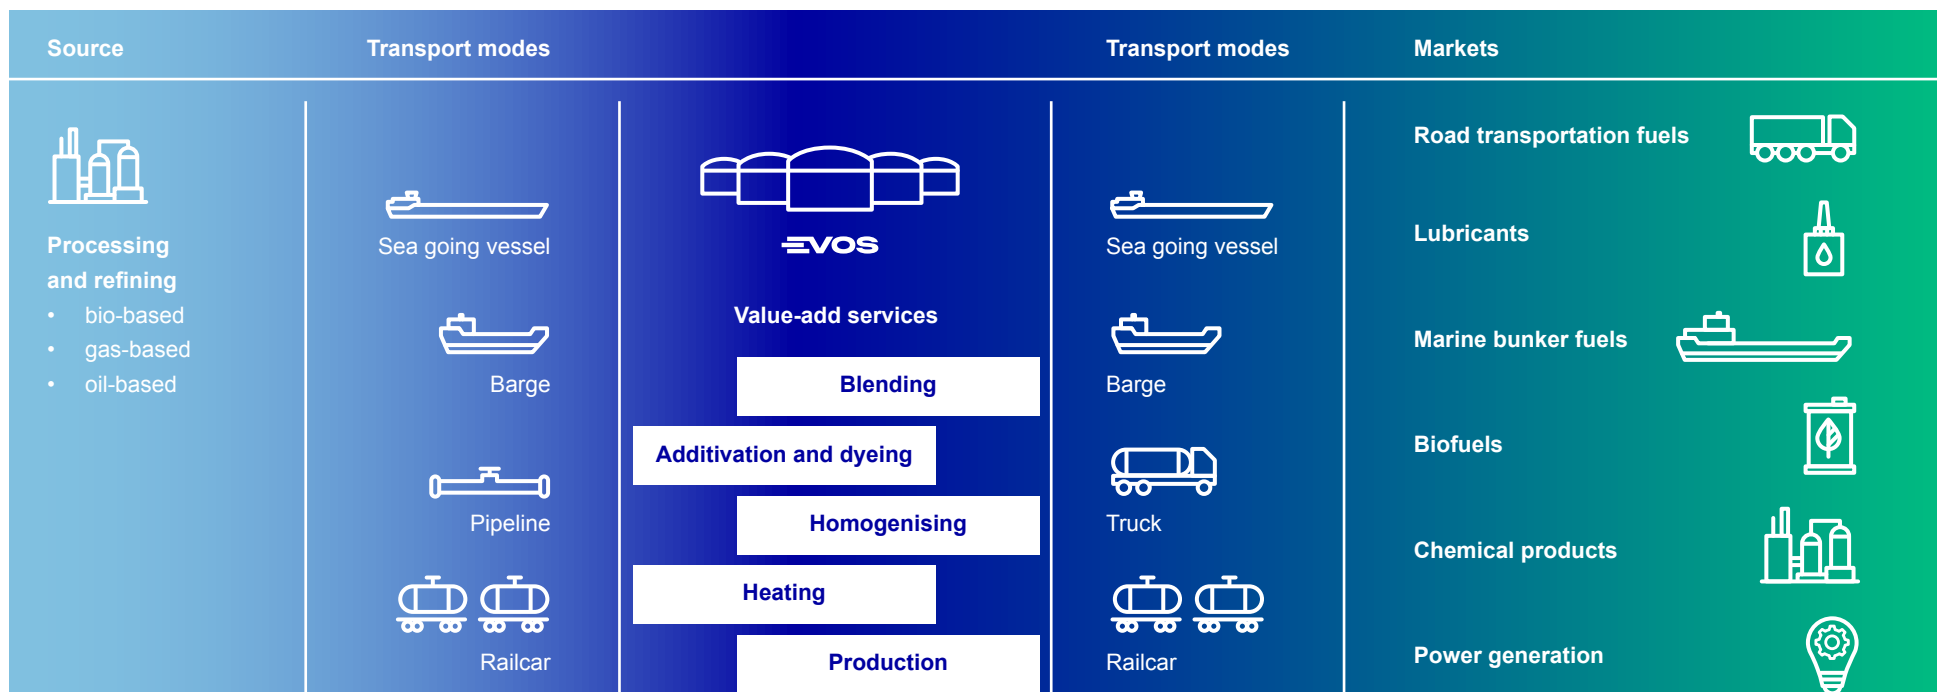 Source
Transport modes
Transport modes
Markets
Processing
and refining
• bio-based
• gas-based
• oil-based
Sea going vessel
Barge
Pipeline
Railcar
EVOS
Value-add services
Blending
Additivation and dyeing
Homogenising
Heating
Production
Sea going vessel
Barge
Truck
Railcar
Road transportation fuels
Lubricants
Marine bunker fuels
Biofuels
Chemical products
Power generation